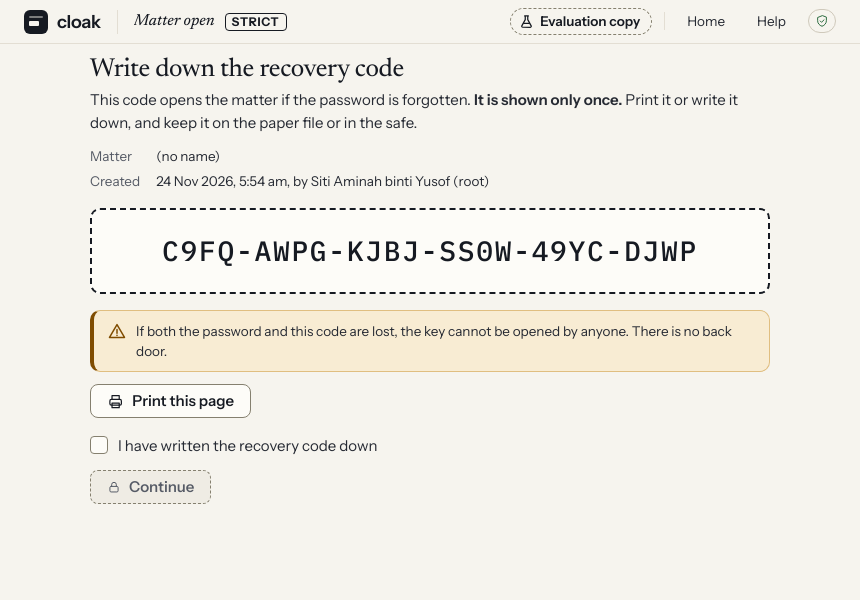 cloak
Matter open
STRICT
Evaluation copy
Home
Help
Write down the recovery code
This code opens the matter if the password is forgotten. It is shown only once. Print it or write it
down, and keep it on the paper file or in the safe.
Matter (no name)
Created 24 Nov 2026, 5:54 am, by Siti Aminah binti Yusof (root)
C9FQ-AWPG-KJBJ-SS0W-49YC-DJWP
If both the password and this code are lost, the key cannot be opened by anyone. There is no back
door.
Print this page
I have written the recovery code down
Continue